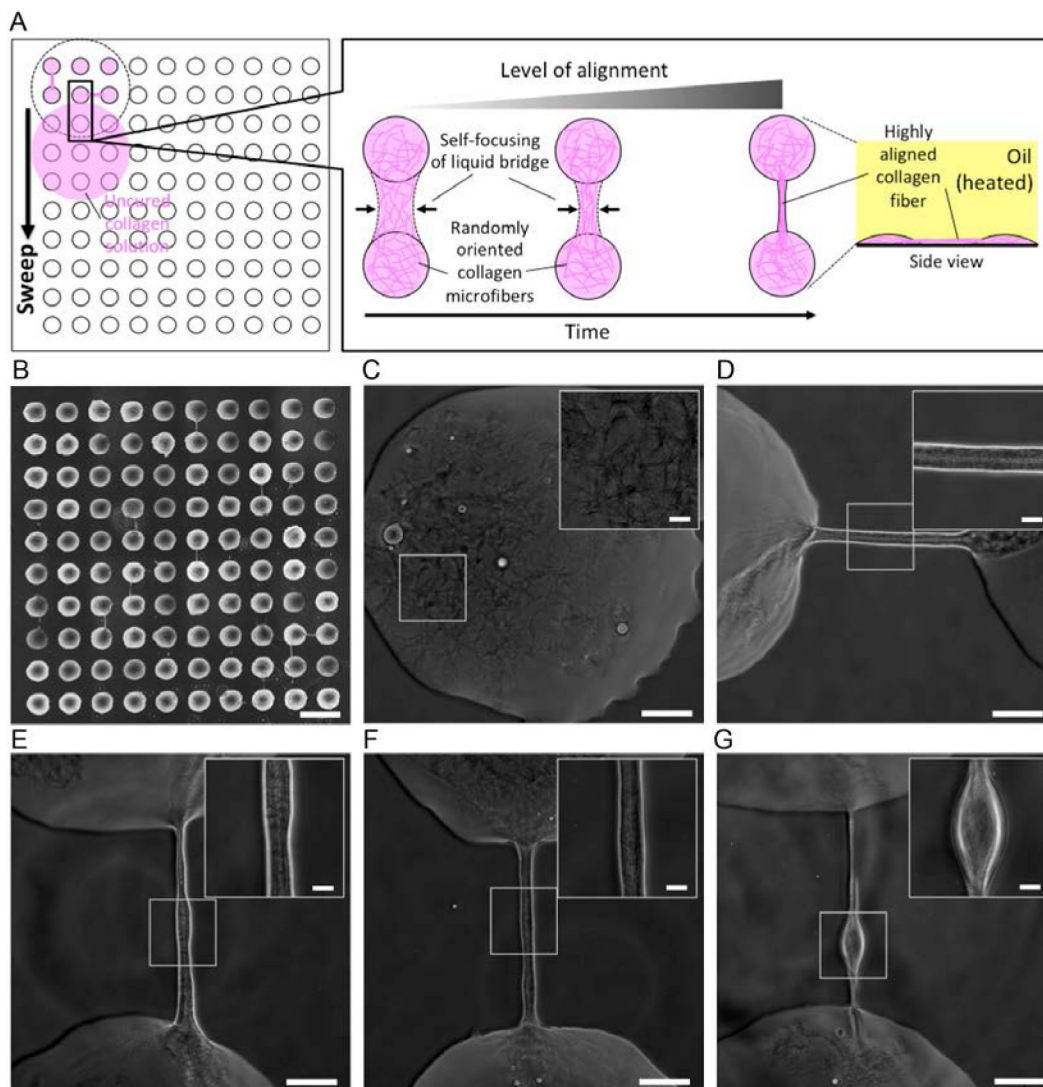 A
Sweep
Uncured
collagen
solution
Level of alignment
Self-focusing
of liquid bridge
Randomly
oriented
collagen
microfibers
Highly
aligned
collagen
fiber
Oil
(heated)
Side view
Time
B
C
D
E
F
G